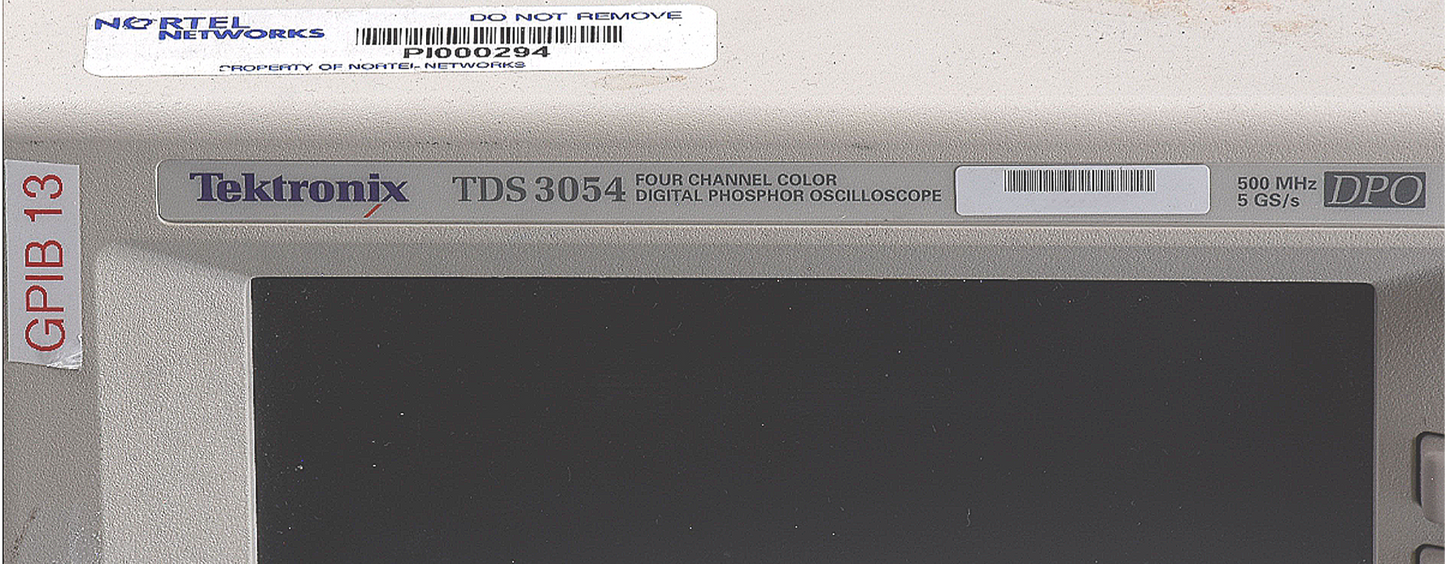 NORTEL
NETWORKS
DO NOT REMOVE
PI000294
PROPERTY OF NORTEL NETWORKS
GPIB 13
Tektronix
TDS 3054
FOUR CHANNEL COLOR
DIGITAL PHOSPHOR OSCILLOSCOPE
500 MHz
5 GS/s
DPO